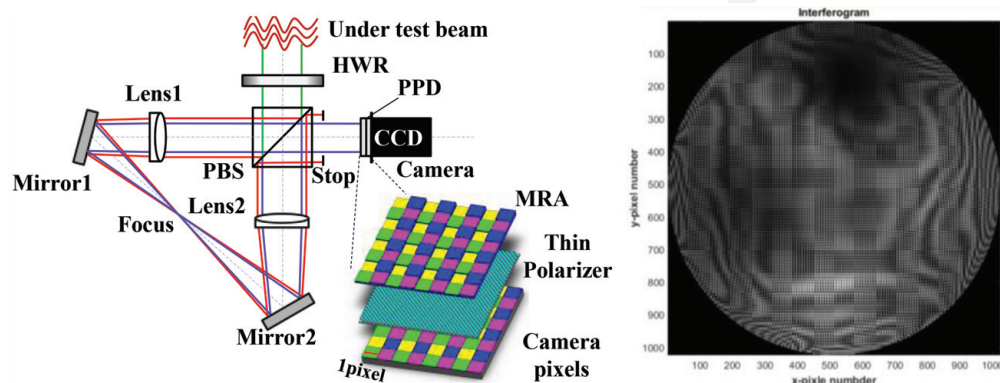 Under test beam
HWR
Lens1
PPD
CCD
PBS
Stop
Camera
Mirror1
Lens2
MRA
Focus
Thin
Polarizer
Mirror2
Camera
pixels
1pixel
Interferogram
y-pixel number
100
200
300
400
500
600
700
800
900
1000
100 200 300 400 500 600 700 800 900 1000
x-pixle numbder